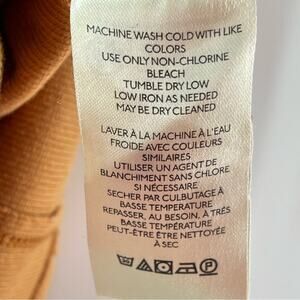 MACHINE WASH COLD WITH LIKE
COLORS
USE ONLY NON-CHLORINE
BLEACH
TUMBLE DRY LOW
LOW IRON AS NEEDED
MAY BE DRY CLEANED
LAVER À LA MACHINE À L'EAU
FROIDE AVEC COULEURS
SIMILAIRES
UTILISER UN AGENT DE
BLANCHIMENT SANS CHLORE
SI NÉCESSAIRE
SECHER PAR CULBUTAGE À
BASSE TEMPERATURE
REPASSER, AU BESOIN, À TRÈS
BASSE TEMPÉRATURE
PEUT-ÊTRE ÊTRE NETTOYÉE
À SEC